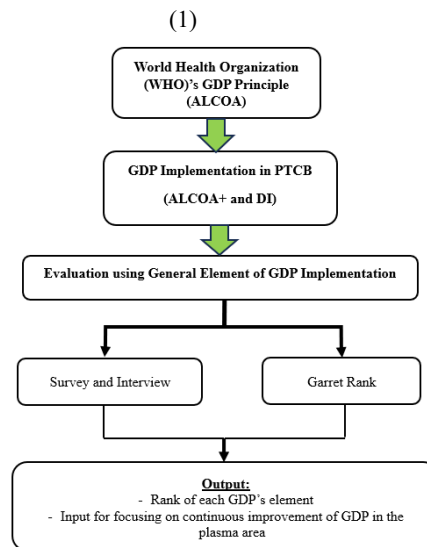 (1)
World Health Organization
(WHO)'s GDP Principle
(ALCOA)
GDP Implementation in PTCB
(ALCOA+ and DI)
Evaluation using General Element of GDP Implementation
Survey and Interview
Garret Rank
Output:
- Rank of each GDP's element
- Input for focusing on continuous improvement of GDP in the
plasma area